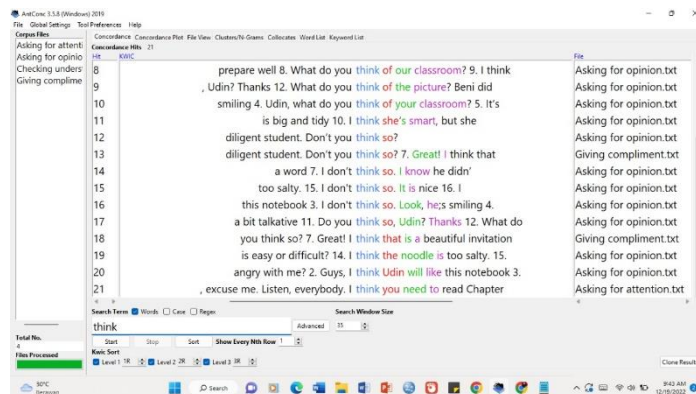 AntConc 3.5.8 (Windows) 2019
File Global Settings Tool Preferences Help
Corpus Files
Asking for attenti
Asking for opinio
Checking unders
Giving complime
Concordance Concordance Plot File View Clusters/N-Grams Collocates Word List Keyword List
Concordance Hits 21
Hit KWIC File
8 prepare well 8. What do you think of our classroom? 9. I think Asking for opinion.txt
9 , Udin? Thanks 12. What do you think of the picture? Beni did Asking for opinion.txt
10 smiling 4. Udin, what do you think of your classroom? 5. It's Asking for opinion.txt
11 is big and tidy 10. I think she's smart, but she Asking for opinion.txt
12 diligent student. Don't you think so? Asking for opinion.txt
13 diligent student. Don't you think so? 7. Great! I think that Giving compliment.txt
14 a word 7. I don't think so. I know he didn' Asking for opinion.txt
15 too salty. 15. I don't think so. It is nice 16. I Asking for opinion.txt
16 this notebook 3. I don't think so. Look, he;s smiling 4. Asking for opinion.txt
17 a bit talkative 11. Do you think so, Udin? Thanks 12. What do Asking for opinion.txt
18 you think so? 7. Great! I think that is a beautiful invitation Giving compliment.txt
19 is easy or difficult? 14. I think the noodle is too salty. 15. Asking for opinion.txt
20 angry with me? 2. Guys, I think Udin will like this notebook 3. Asking for opinion.txt
21 , excuse me. Listen, everybody. I think you need to read Chapter Asking for attention.txt
Search Term Words Case Regex Search Window Size
think Advanced 35
Total No.
4
Files Processed
Start Stop Sort Show Every Nth Row 1
Kwic Sort
Level 1 1R Level 2 2R Level 3 3R Clone Result
Search
9:43 AM
12/19/2022